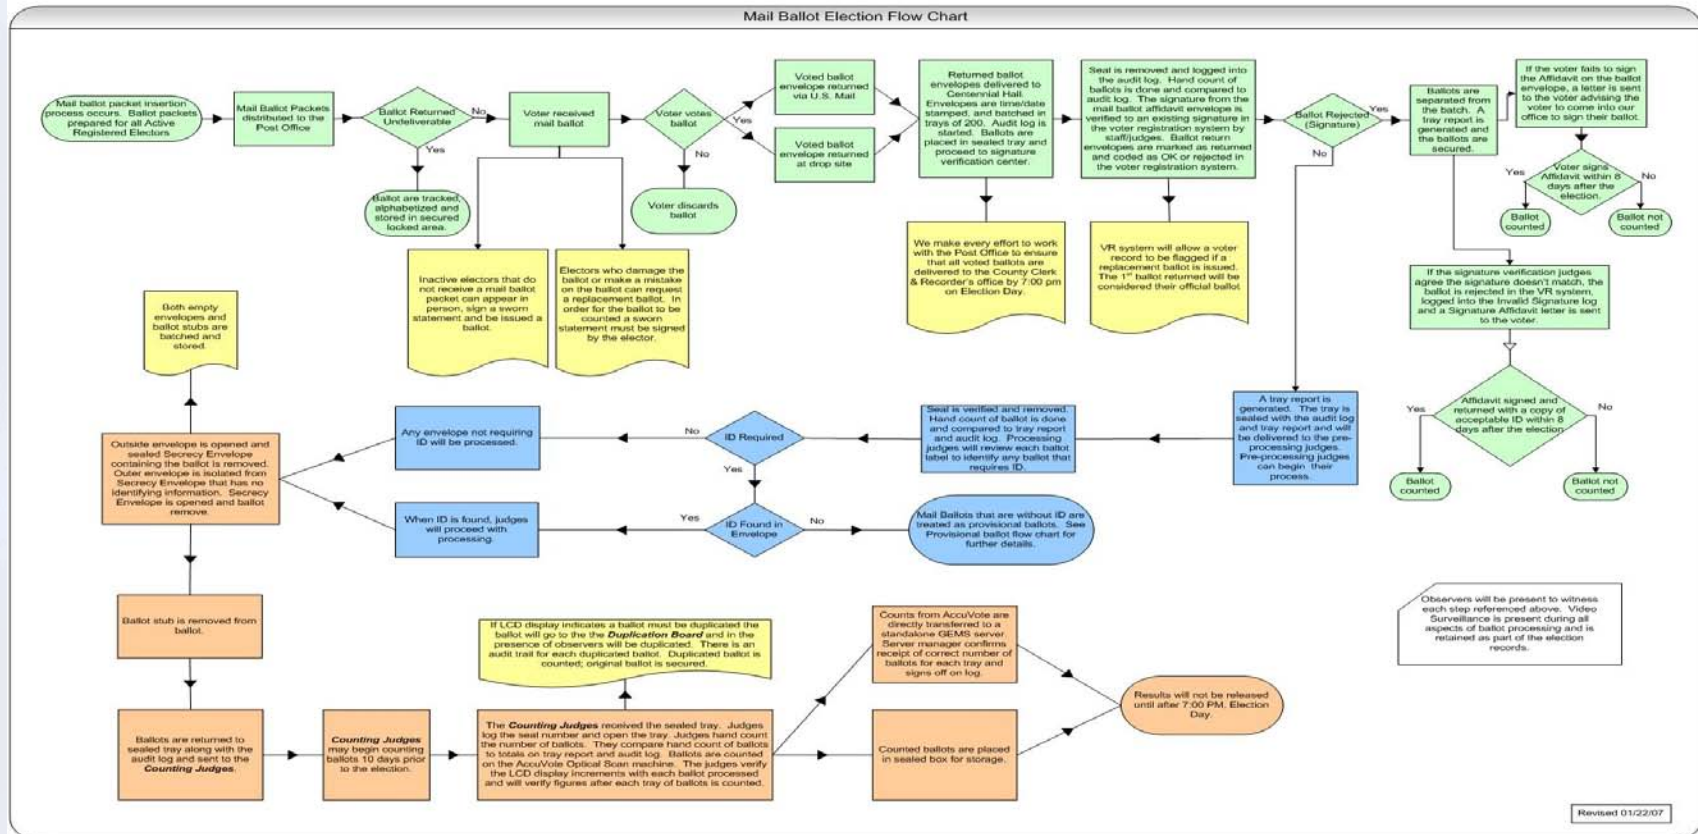 Mail Ballot Election Flow Chart
Mail ballot packet insertion
process occurs. Ballot packets
prepared for all Active
Registered Electors
Mail Ballot Packets
distributed to the
Post Office
Ballot Returned
Undeliverable
No
Yes
Ballot are tracked,
alphabetized and
stored in secured
locked area.
Voter received
mail ballot
Voter votes
ballot
Yes
No
Voter discards
ballot
Voted ballot
envelope returned
via U.S. Mail
Voted ballot
envelope returned
at drop site
Returned ballot
envelopes delivered to
Centennial Hall.
Envelopes are time/date
stamped, and batched in
trays of 200. Audit log is
started. Ballots are
placed in sealed tray and
proceed to signature
verification center.
Seal is removed and logged into
the audit log. Hand count of
ballots is done and compared to
audit log. The signature from the
mail ballot affidavit envelope is
verified to an existing signature in
the voter registration system by
staff/judges. Ballot return
envelopes are marked as returned
and coded as OK or rejected in
the voter registration system.
Ballot Rejected
(Signature)
Yes
No
Ballots are
separated from
the batch. A
tray report is
generated and
the ballots are
secured.
If the voter fails to sign
the Affidavit on the ballot
envelope, a letter is sent
to the voter advising the
voter to come into our
office to sign their ballot.
Voter signs
Affidavit within 8
days after the
election.
Yes
No
Ballot
counted
Ballot not
counted
Inactive electors that do
not receive a mail ballot
packet can appear in
person, sign a sworn
statement and be issued a
ballot.
Electors who damage the
ballot or make a mistake
on the ballot can request
a replacement ballot. In
order for the ballot to be
counted a sworn
statement must be signed
by the elector.
We make every effort to work
with the Post Office to ensure
that all voted ballots are
delivered to the County Clerk
& Recorder's office by 7:00 pm
on Election Day.
VR system will allow a voter
record to be flagged if a
replacement ballot is issued.
The 1st ballot returned will be
considered their official ballot
If the signature verification judges
agree the signature doesn't match, the
ballot is rejected in the VR system,
logged into the Invalid Signature log
and a Signature Affidavit letter is sent
to the voter.
Affidavit signed and
returned with a copy of
acceptable ID within 8
days after the election
Yes
No
Ballot
counted
Ballot not
counted
A tray report is
generated. The tray is
sealed with the audit log
and tray report and will
be delivered to the pre-
processing judges.
Pre-processing judges
can begin their
process.
Seal is verified and removed.
Hand count of ballot is done
and compared to tray report
and audit log. Processing
judges will review each ballot
label to identify any ballot that
requires ID.
ID Required
No
Yes
Any envelope not requiring
ID will be processed.
ID Found in
Envelope
Yes
No
When ID is found, judges
will proceed with
processing.
Mail Ballots that are without ID are
treated as provisional ballots. See
Provisional ballot flow chart for
further details.
Both empty
envelopes and
ballot stubs are
batched and
stored.
Outside envelope is opened and
sealed Secrecy Envelope
containing the ballot is removed.
Outer envelope is isolated from
Secrecy Envelope that has no
identifying information. Secrecy
Envelope is opened and ballot
remove.
Ballot stub is removed from
ballot.
Ballots are returned to
sealed tray along with the
audit log and sent to the
Counting Judges.
Counting Judges
may begin counting
ballots 10 days prior
to the election.
If LCD display indicates a ballot must be duplicated the
ballot will go to the the Duplication Board and in the
presence of observers will be duplicated. There is an
audit trail for each duplicated ballot. Duplicated ballot is
counted; original ballot is secured.
The Counting Judges received the sealed tray. Judges
log the seal number and open the tray. Judges hand count
the number of ballots. They compare hand count of ballots
to totals on tray report and audit log. Ballots are counted
on the AccuVote Optical Scan machine. The judges verify
the LCD display increments with each ballot processed
and will verify figures after each tray of ballots is counted.
Counts from AccuVote are
directly transferred to a
standalone GEMS server.
Server manager confirms
receipt of correct number of
ballots for each tray and
signs off on log.
Counted ballots are placed
in sealed box for storage.
Results will not be released
until after 7:00 PM, Election
Day.
Observers will be present to witness
each step referenced above. Video
Surveillance is present during all
aspects of ballot processing and is
retained as part of the election
records.
Revised 01/22/07